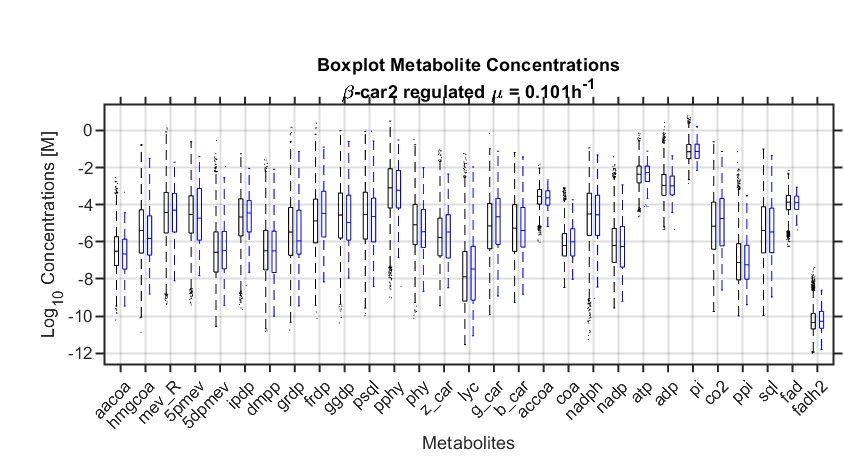 Boxplot Metabolite Concentrations
β-car2 regulated μ = 0.101h⁻¹
Log₁₀ Concentrations [M]
0
-2
-4
-6
-8
-10
-12
aacoa
hmgcoa
mev_R
5pmev
5dpmev
ipdp
dmpp
grdp
frdp
ggdp
psql
pphy
phy
z_car
lyc
g_car
b_car
accoa
coa
nadph
nadp
atp
adp
pi
co2
ppi
sql
fad
fadh2
Metabolites